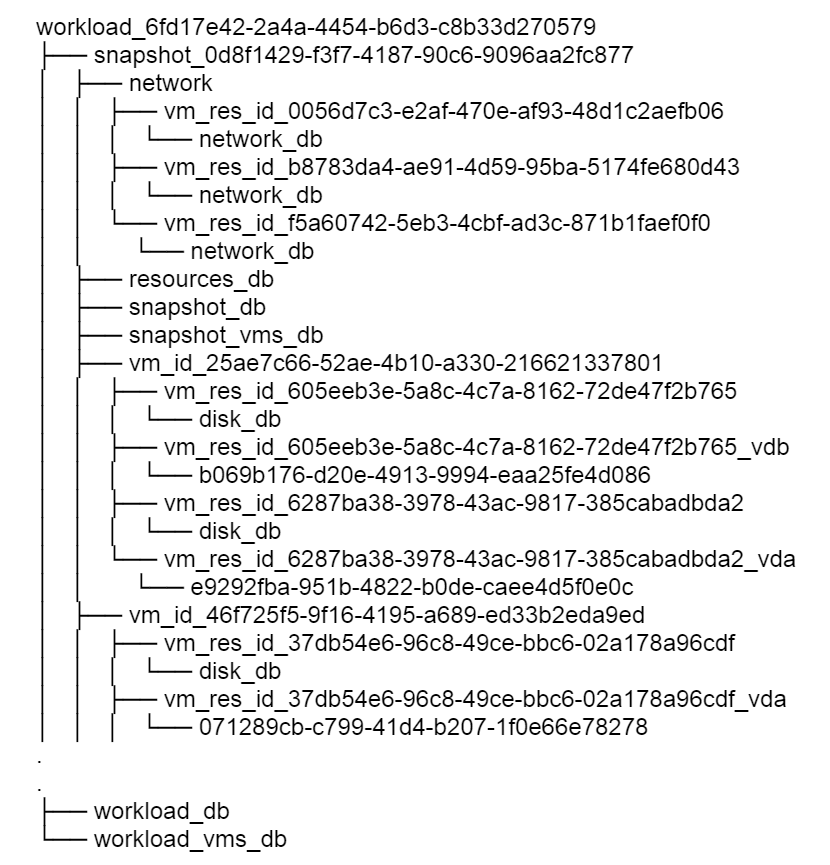 workload_6fd17e42-2a4a-4454-b6d3-c8b33d270579
├── snapshot_0d8f1429-f3f7-4187-90c6-9096aa2fc877
│   ├── network
│   │   ├── vm_res_id_0056d7c3-e2af-470e-af93-48d1c2aefb06
│   │   │   └── network_db
│   │   ├── vm_res_id_b8783da4-ae91-4d59-95ba-5174fe680d43
│   │   │   └── network_db
│   │   └── vm_res_id_f5a60742-5eb3-4cbf-ad3c-871b1faef0f0
│   │       └── network_db
│   ├── resources_db
│   ├── snapshot_db
│   ├── snapshot_vms_db
│   ├── vm_id_25ae7c66-52ae-4b10-a330-216621337801
│   │   ├── vm_res_id_605eeb3e-5a8c-4c7a-8162-72de47f2b765
│   │   │   └── disk_db
│   │   ├── vm_res_id_605eeb3e-5a8c-4c7a-8162-72de47f2b765_vdb
│   │   │   └── b069b176-d20e-4913-9994-eaa25fe4d086
│   │   ├── vm_res_id_6287ba38-3978-43ac-9817-385cabadbda2
│   │   │   └── disk_db
│   │   └── vm_res_id_6287ba38-3978-43ac-9817-385cabadbda2_vda
│   │       └── e9292fba-951b-4822-b0de-caee4d5f0e0c
│   ├── vm_id_46f725f5-9f16-4195-a689-ed33b2eda9ed
│   │   ├── vm_res_id_37db54e6-96c8-49ce-bbc6-02a178a96cdf
│   │   │   └── disk_db
│   │   ├── vm_res_id_37db54e6-96c8-49ce-bbc6-02a178a96cdf_vda
│   │   │   └── 071289cb-c799-41d4-b207-1f0e66e78278
.
.
├── workload_db
└── workload_vms_db